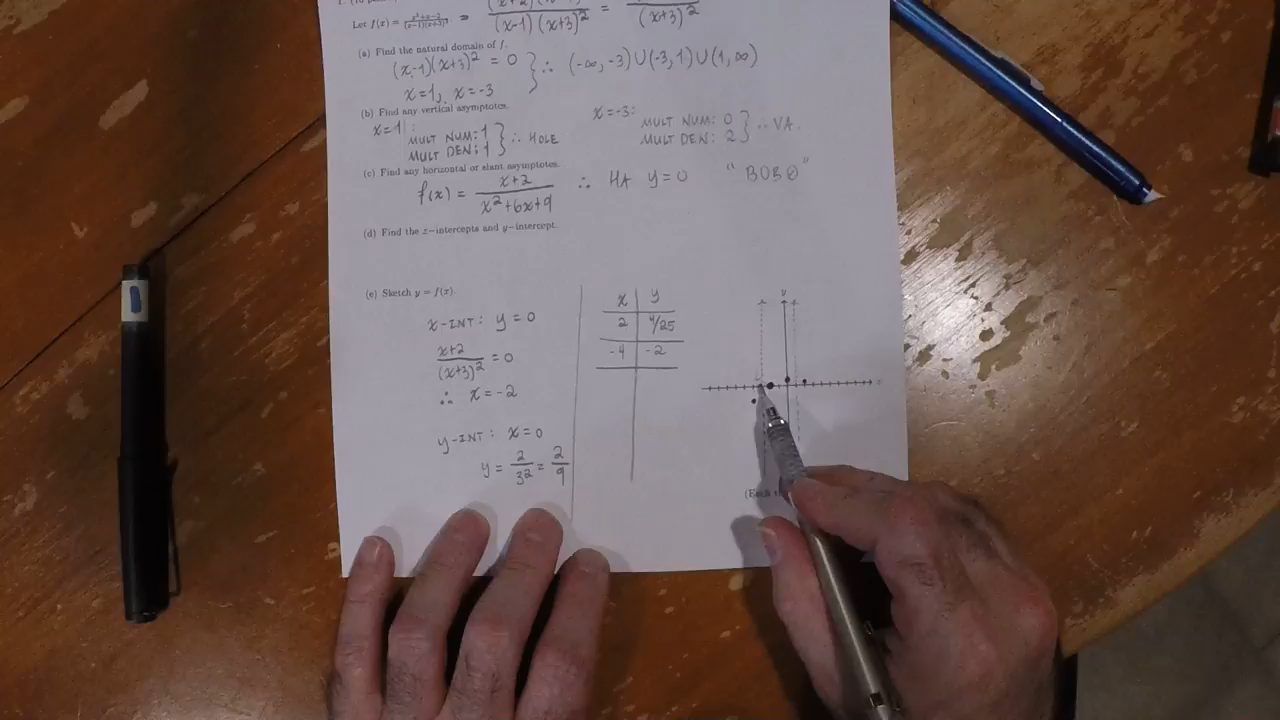 Let f(x) = x²+x−2 / (x−1)(x+3)² = (x+2) / (x−1)(x+3)² = / (x+3)²
(a) Find the natural domain of f.
(x−1)(x+3)² = 0 } ∴ (−∞,−3)∪(−3,1)∪(1,∞)
x=1, x=−3
(b) Find any vertical asymptotes.
x=1: MULT NUM: 1 } ∴ HOLE
MULT DEN: 1
x=−3: MULT NUM: 0 } ∴ VA.
MULT DEN: 2
(c) Find any horizontal or slant asymptotes.
f(x) = x+2 / x²+6x+9 ∴ HA y=0 "BOBO"
(d) Find the x−intercepts and y−intercept.
(e) Sketch y = f(x).
x-INT: y=0
x+2 / (x+3)² = 0
∴ x=−2
y-INT: x=0
y = 2/3² = 2/9
x y
2 4/25
−4 −2
y
(Each